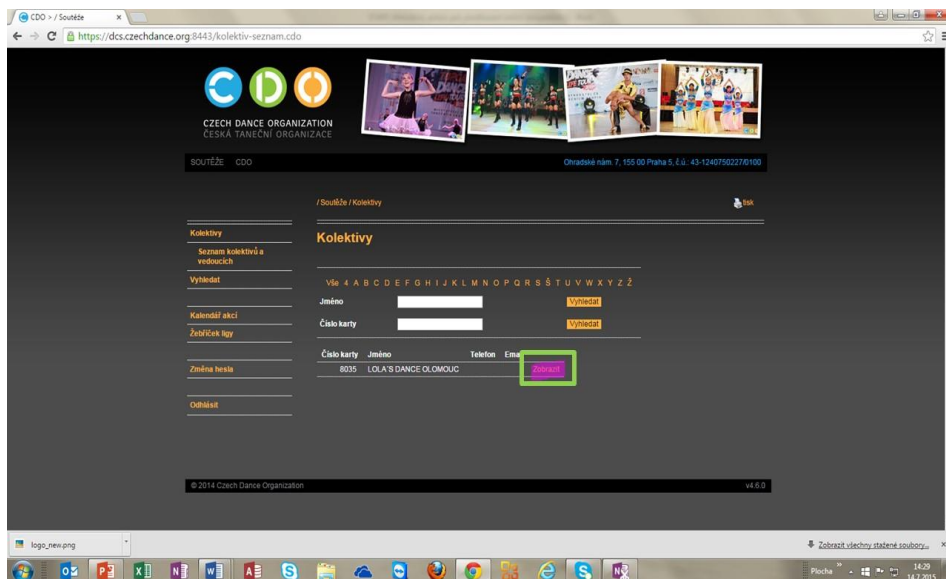 CDO > / Soutěže
https://dcs.czechdance.org:8443/kolektiv-seznam.cdo
CDO
CZECH DANCE ORGANIZATION
ČESKÁ TANEČNÍ ORGANIZACE
SOUTĚŽE CDO
Ohradské nám. 7, 155 00 Praha 5, č.ú.: 43-1240750227/0100
/ Soutěže / Kolektivy
tisk
Kolektivy
Seznam kolektivů a
vedoucích
Vyhledat
Kalendář akcí
Žebříček ligy
Změna hesla
Odhlásit
Kolektivy
Vše 4 A B C D E F G H I J K L M N O P Q R S Š T U V W X Y Z Ž
Jméno Vyhledat
Číslo karty Vyhledat
Číslo karty Jméno Telefon Ema
8035 LOLA'S DANCE OLOMOUC Zobrazit
© 2014 Czech Dance Organization v4.6.0
logo_new.png
Zobrazit všechny stažené soubory...
Plocha
14:29
14.7.2015